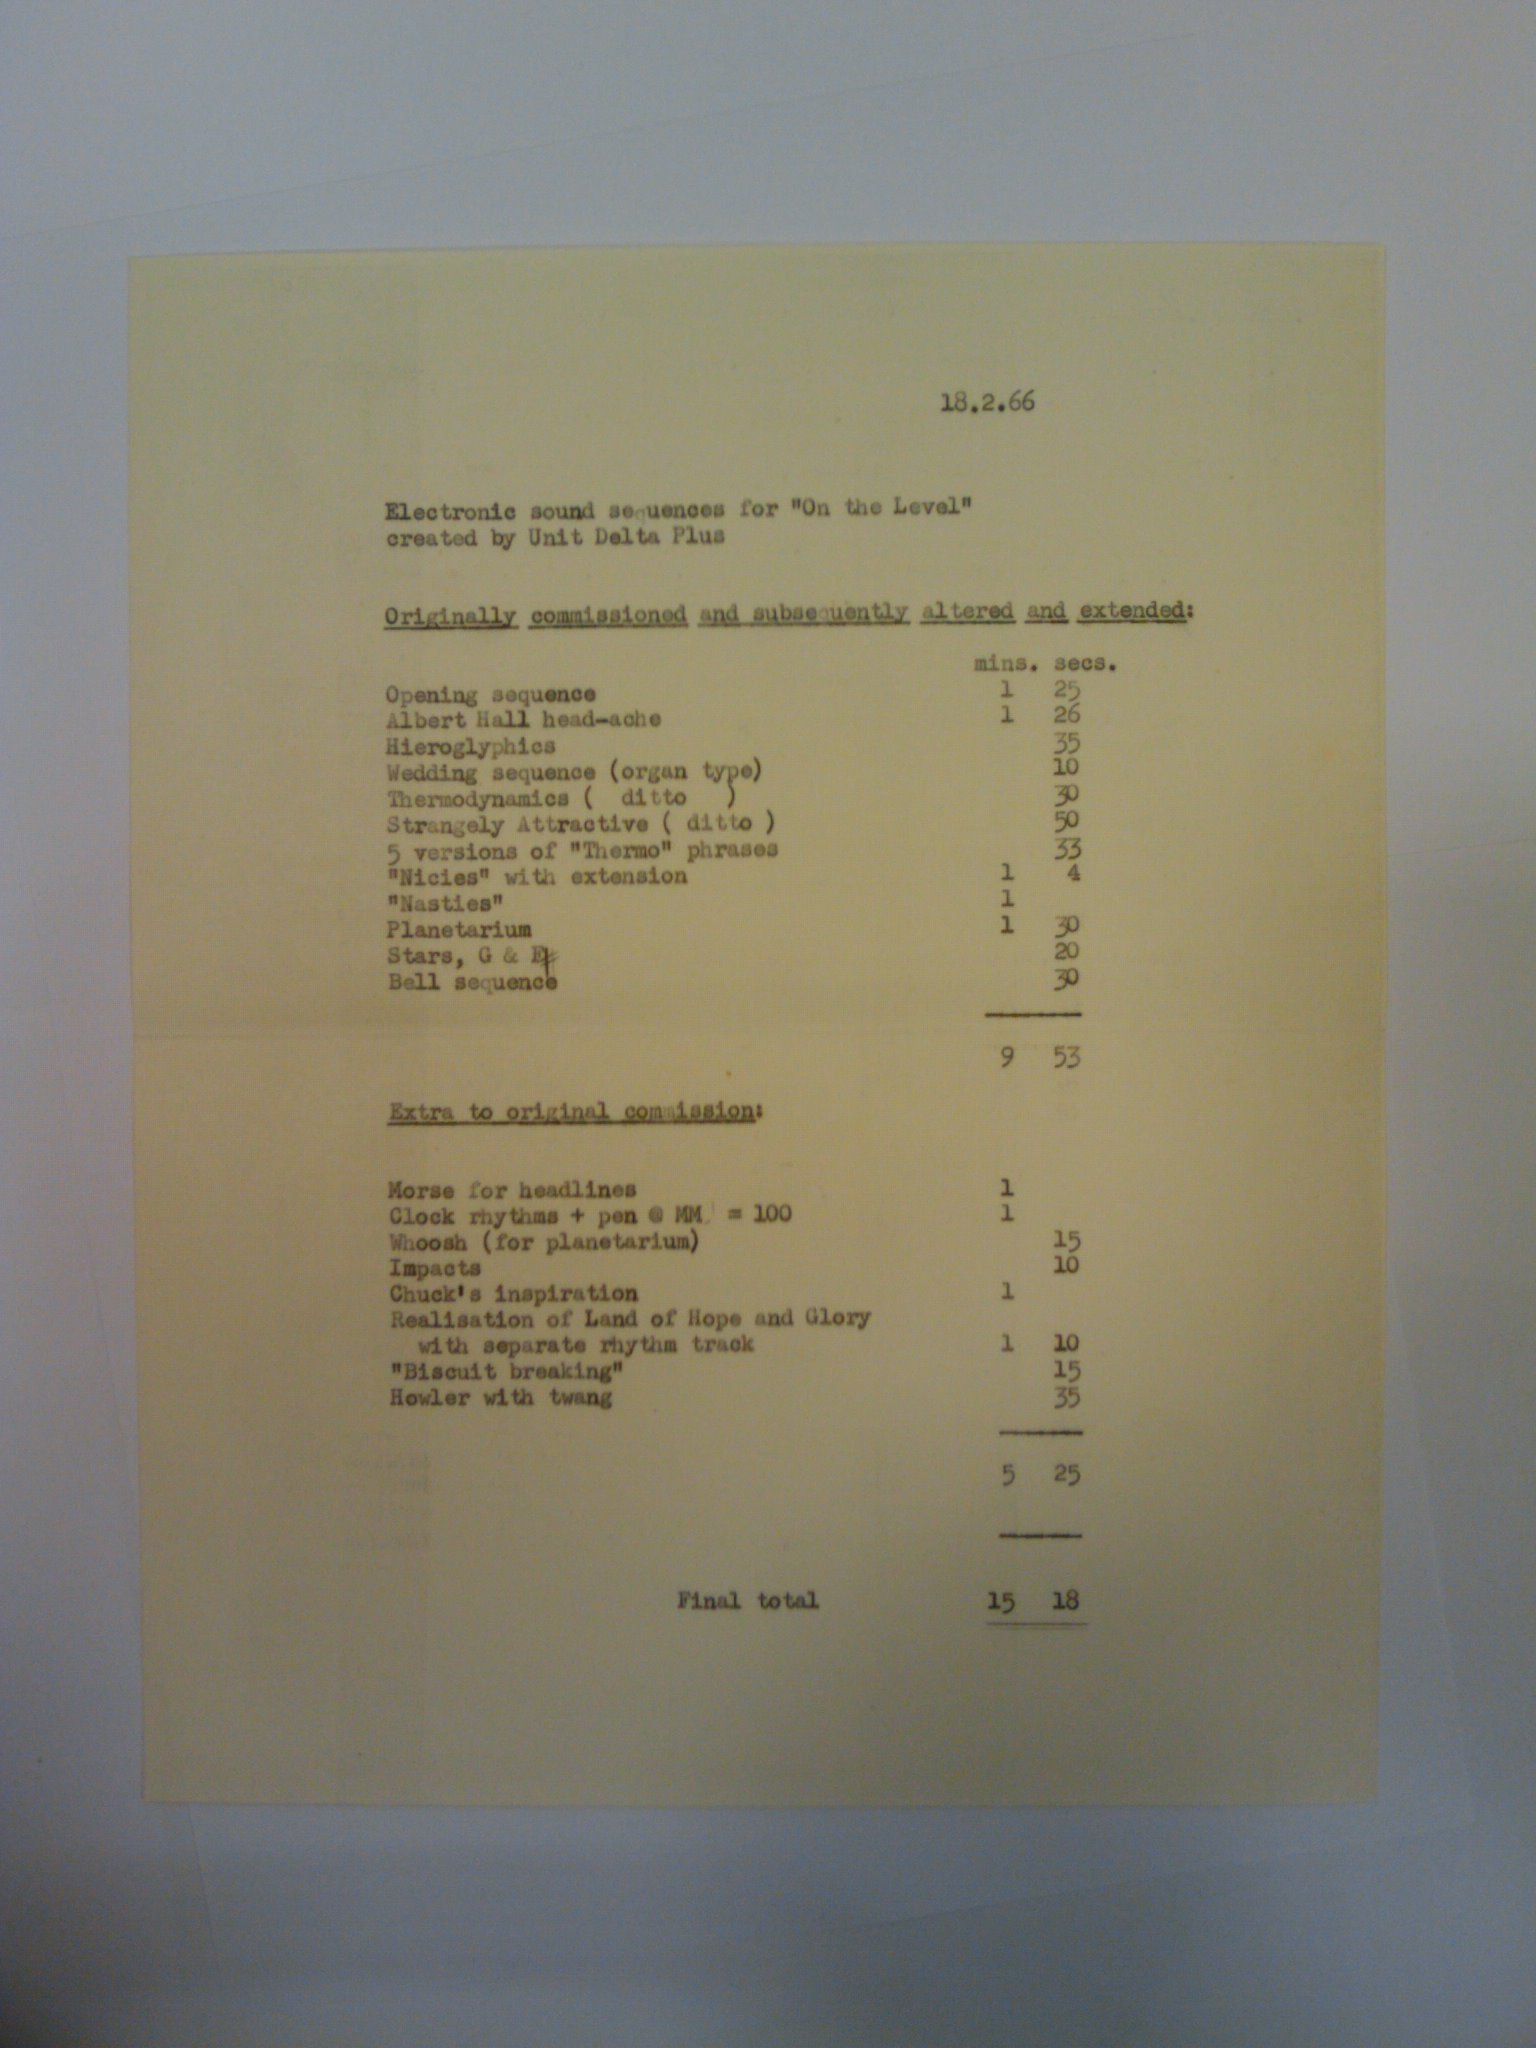 18.2.66
Electronic sound sequences for "On the Level"
created by Unit Delta Plus
Originally commissioned and subsequently altered and extended:
mins. secs.
Opening sequence 1 25
Albert Hall head-ache 1 26
Hieroglyphics 35
Wedding sequence (organ type) 10
Thermodynamics ( ditto ) 30
Strangely Attractive ( ditto ) 50
5 versions of "Thermo" phrases 33
"Nicies" with extension 1 4
"Nasties" 1
Planetarium 1 30
Stars, G & E♯ 20
Bell sequence 30
9 53
Extra to original commission:
Morse for headlines 1
Clock rhythms + pen @ MM = 100 1
Whoosh (for planetarium) 15
Impacts 10
Chuck's inspiration 1
Realisation of Land of Hope and Glory
with separate rhythm track 1 10
"Biscuit breaking" 15
Howler with twang 35
5 25
Final total 15 18